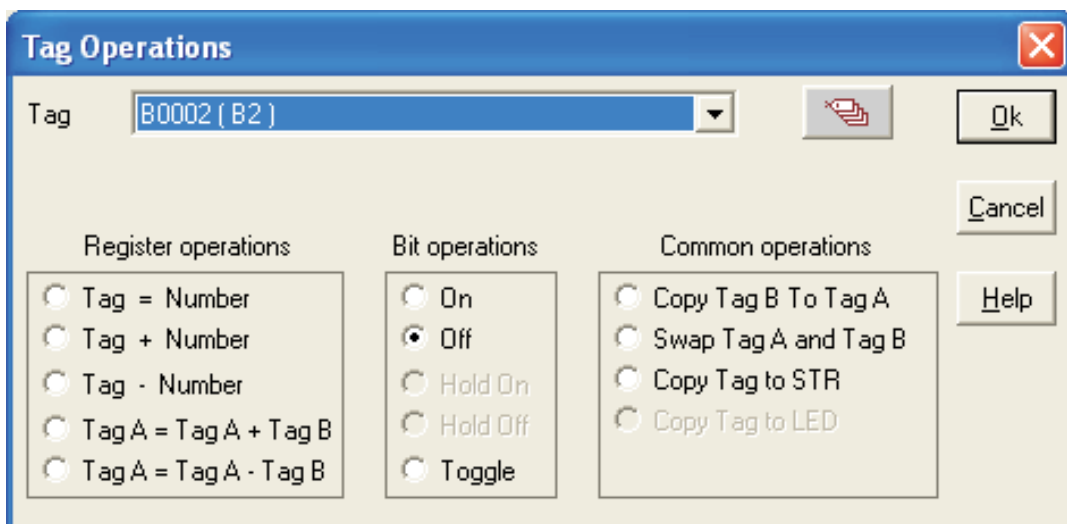 Tag Operations
Tag B0002 ( B2 ) Ok
Cancel
Register operations Bit operations Common operations
Tag = Number On Copy Tag B To Tag A Help
Tag + Number Off Swap Tag A and Tag B
Tag - Number Hold On Copy Tag to STR
Tag A = Tag A + Tag B Hold Off Copy Tag to LED
Tag A = Tag A - Tag B Toggle